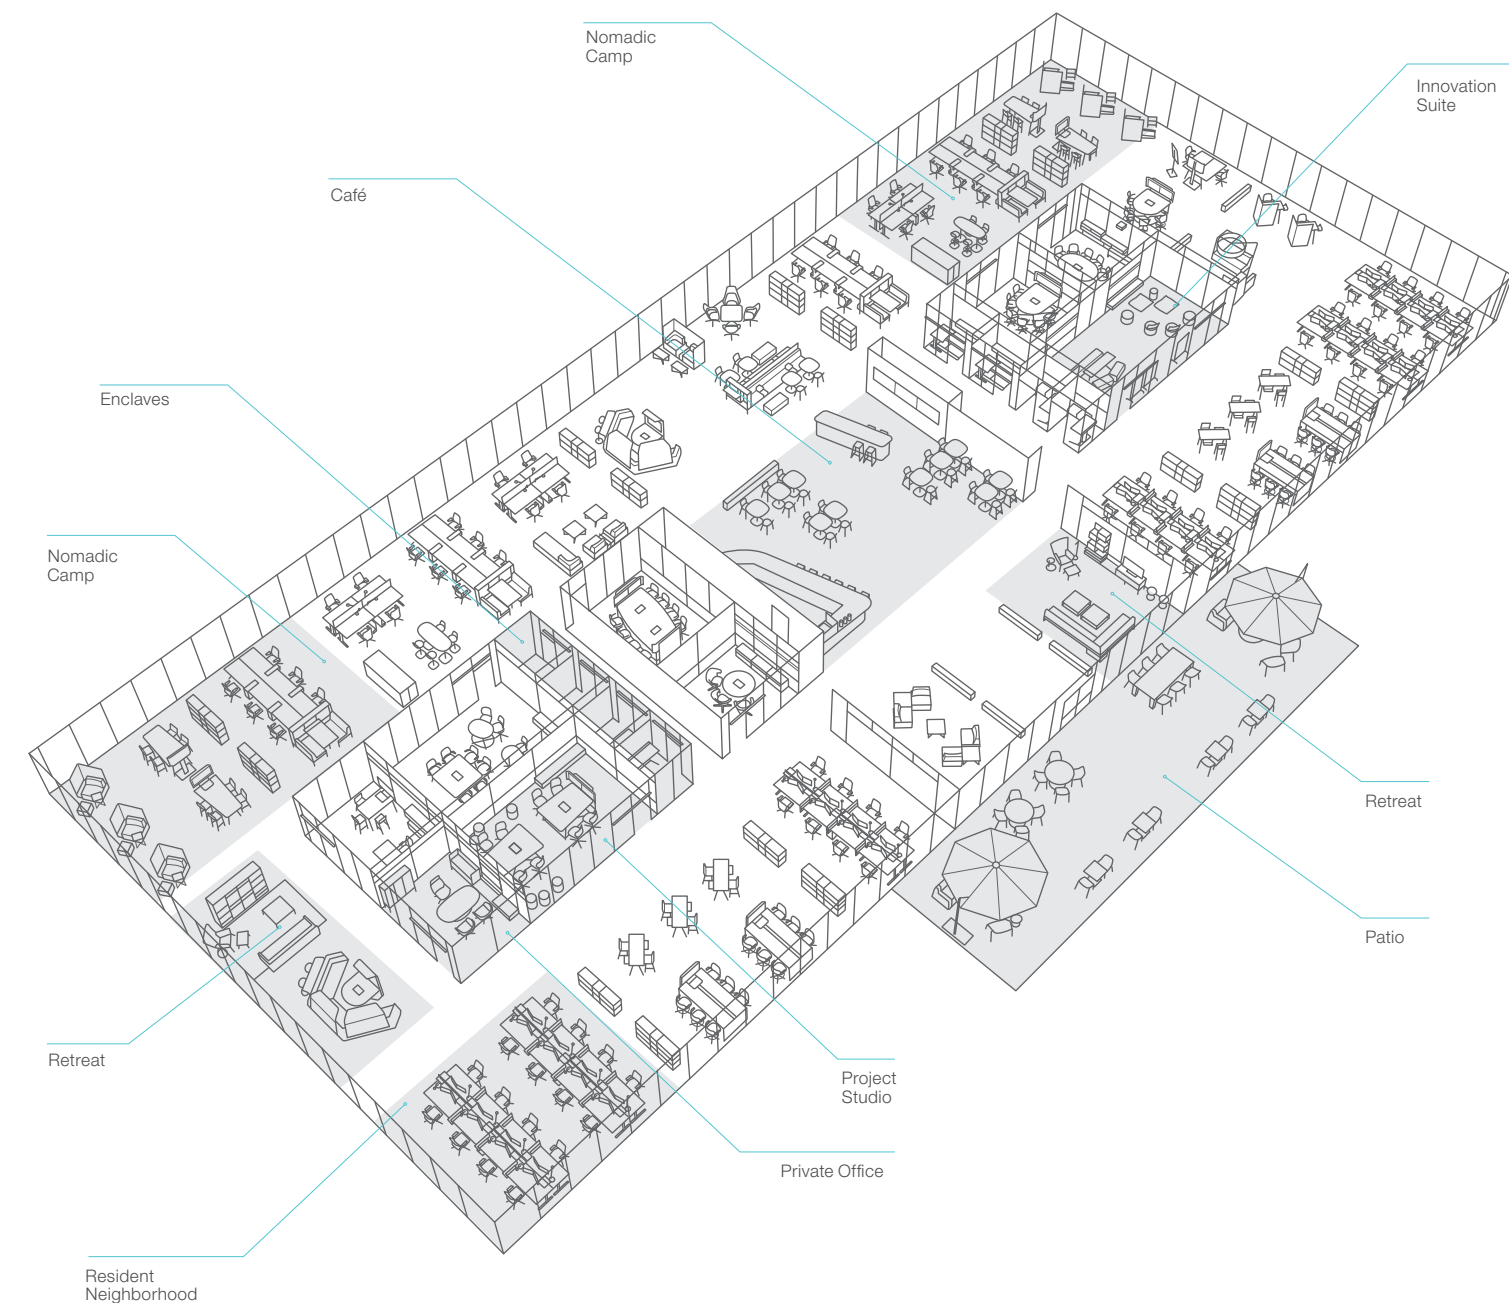 Nomadic
Camp
Innovation
Suite
Café
Enclaves
Nomadic
Camp
Retreat
Patio
Retreat
Project
Studio
Private Office
Resident
Neighborhood